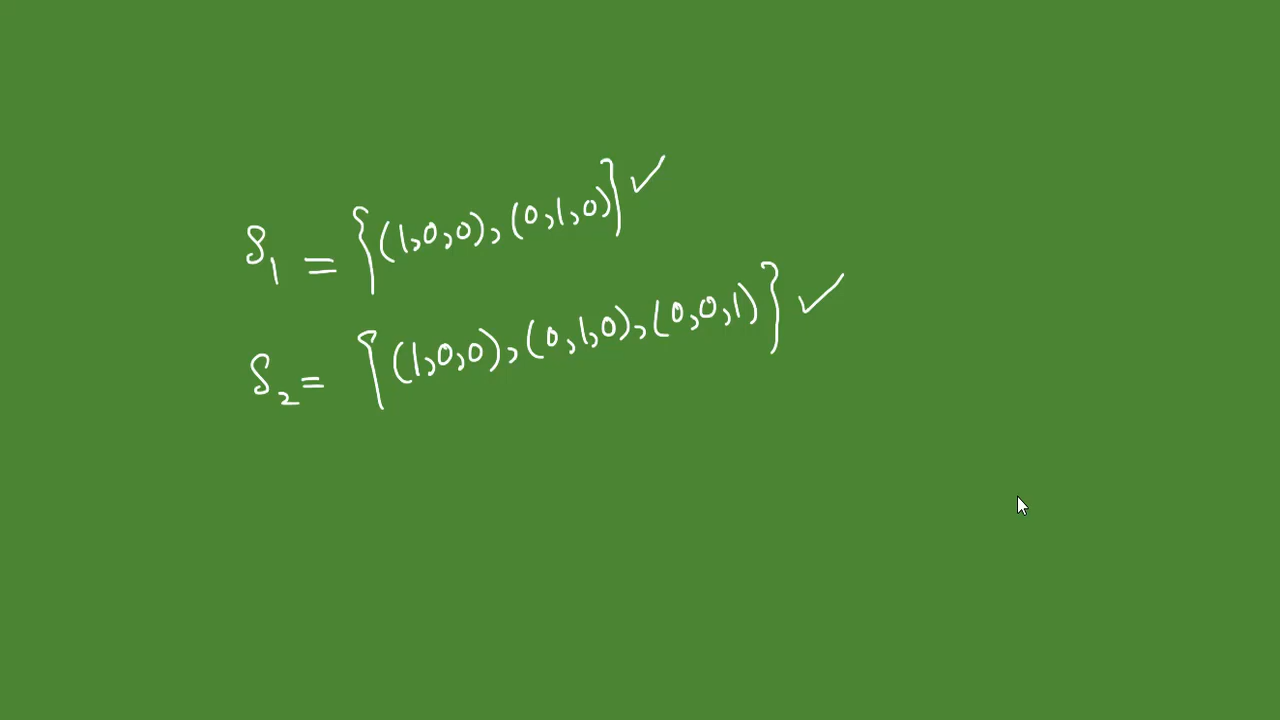 S₁ = {(1,0,0),(0,1,0)} ✓
S₂ = {(1,0,0),(0,1,0),(0,0,1)} ✓